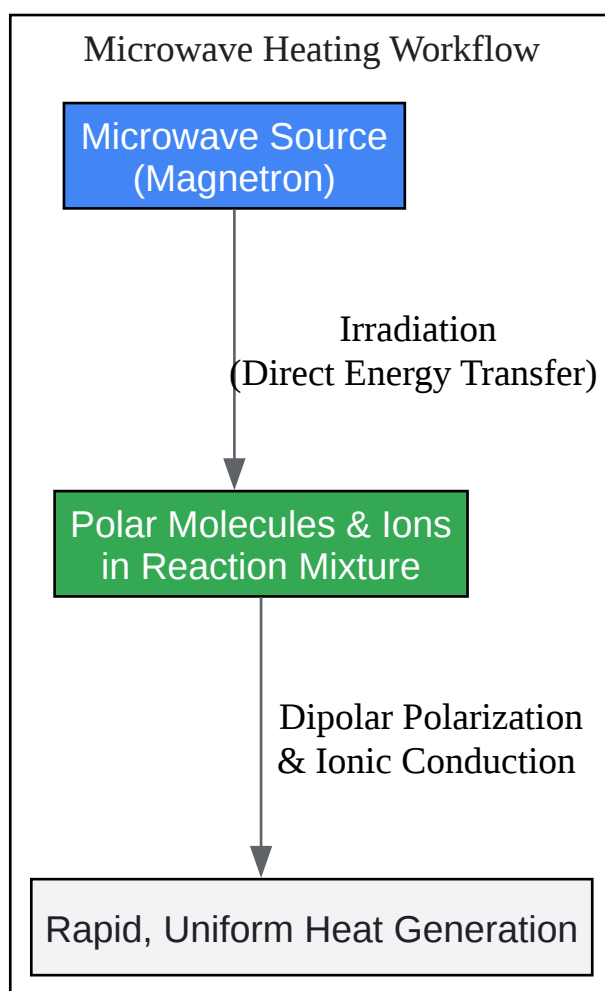 Microwave Heating Workflow
Microwave Source
(Magnetron)
Irradiation
(Direct Energy Transfer)
Polar Molecules & Ions
in Reaction Mixture
Dipolar Polarization
& Ionic Conduction
Rapid, Uniform Heat Generation